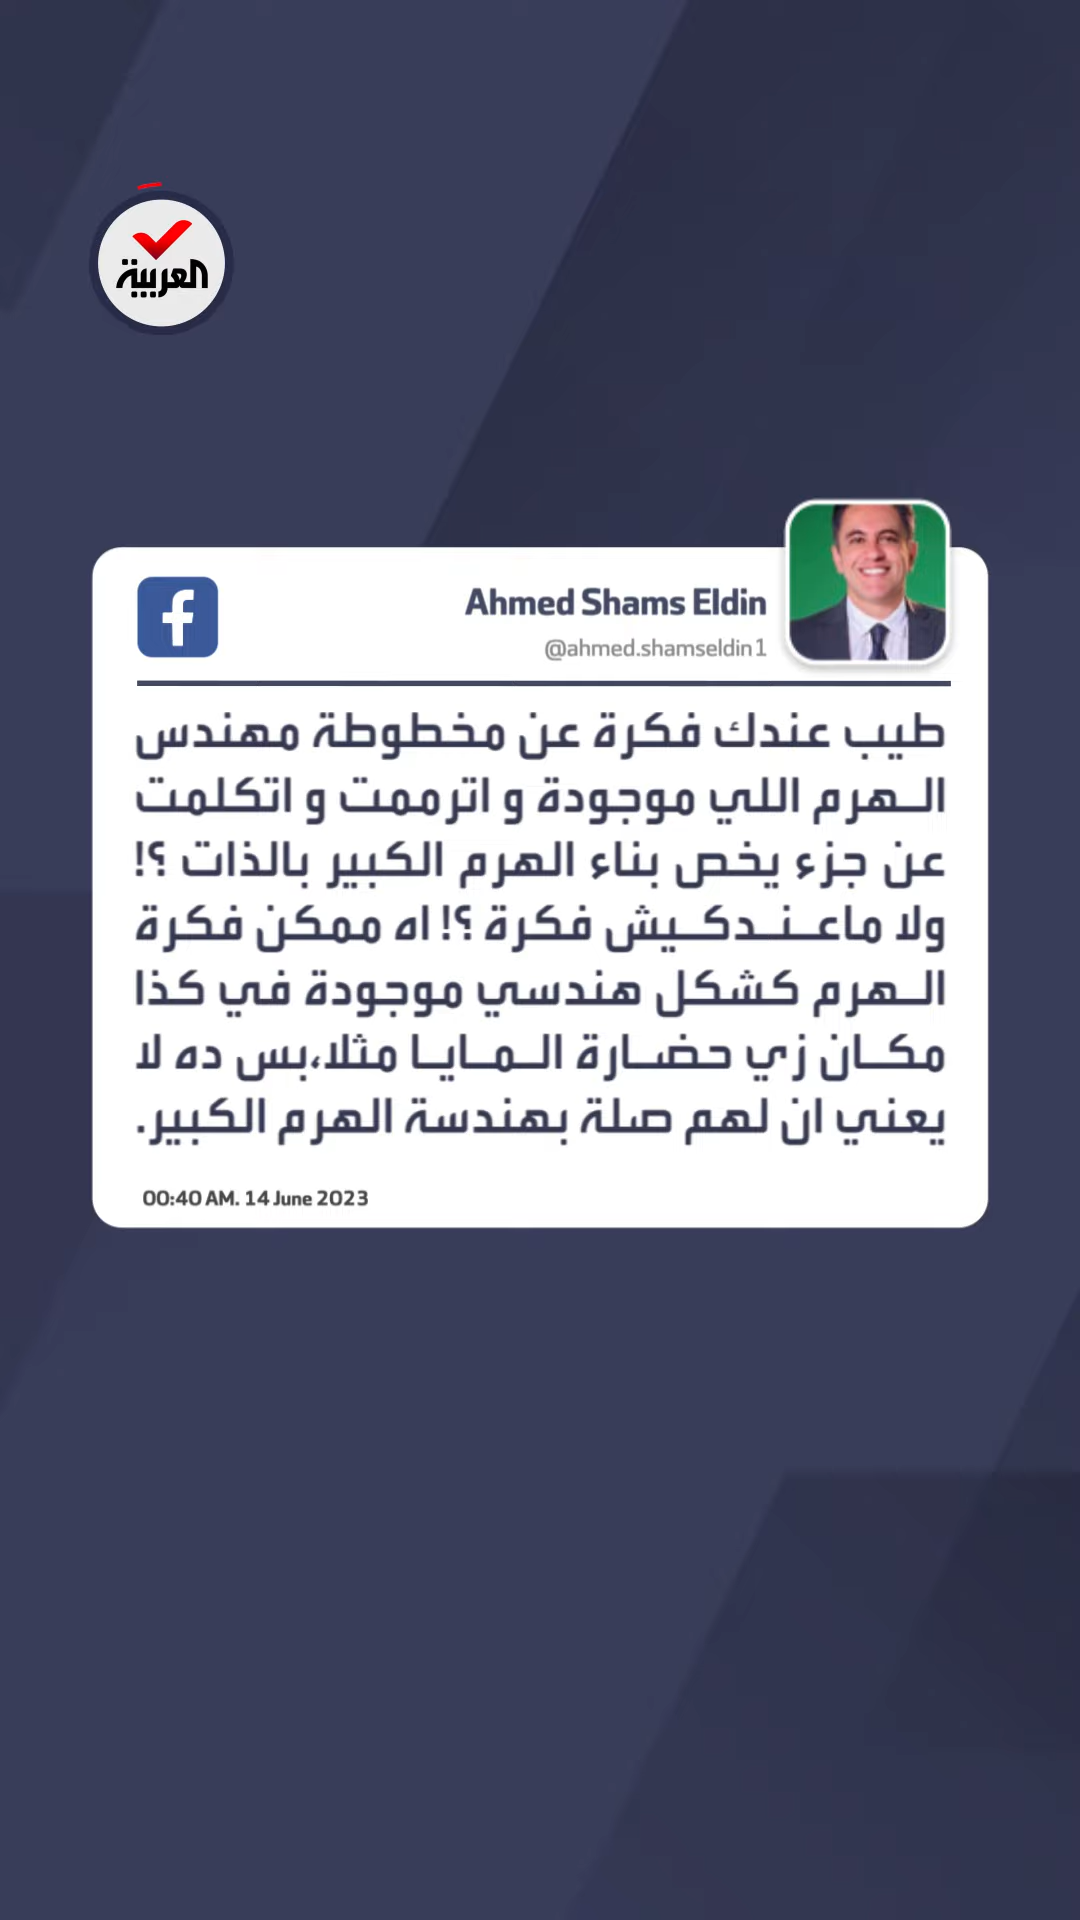 العربية
Ahmed Shams Eldin
@ahmed.shamseldin1
طيب عندك فكرة عن مخطوطة مهندس
الـهرم اللي موجودة و اترممت و اتكلمت
عن جزء يخص بناء الهرم الكبير بالذات ؟!
ولا ماعـنـدكـيش فكرة ؟! اه ممكن فكرة
الـهرم كشكل هندسي موجودة في كذا
مكـان زي حضـارة الـمـايـا مثلا،بس ده لا
يعني ان لهم صلة بهندسة الهرم الكبير.
00:40 AM. 14 June 2023